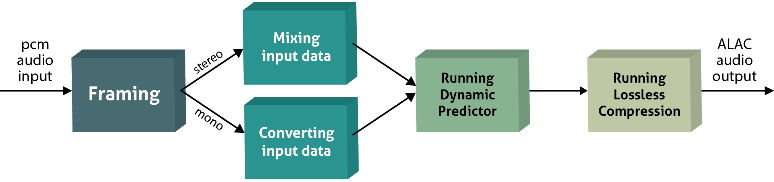 pcm
audio
input
Framing
stereo
mono
Mixing
input data
Converting
input data
Running
Dynamic
Predictor
Running
Lossless
Compression
ALAC
audio
output